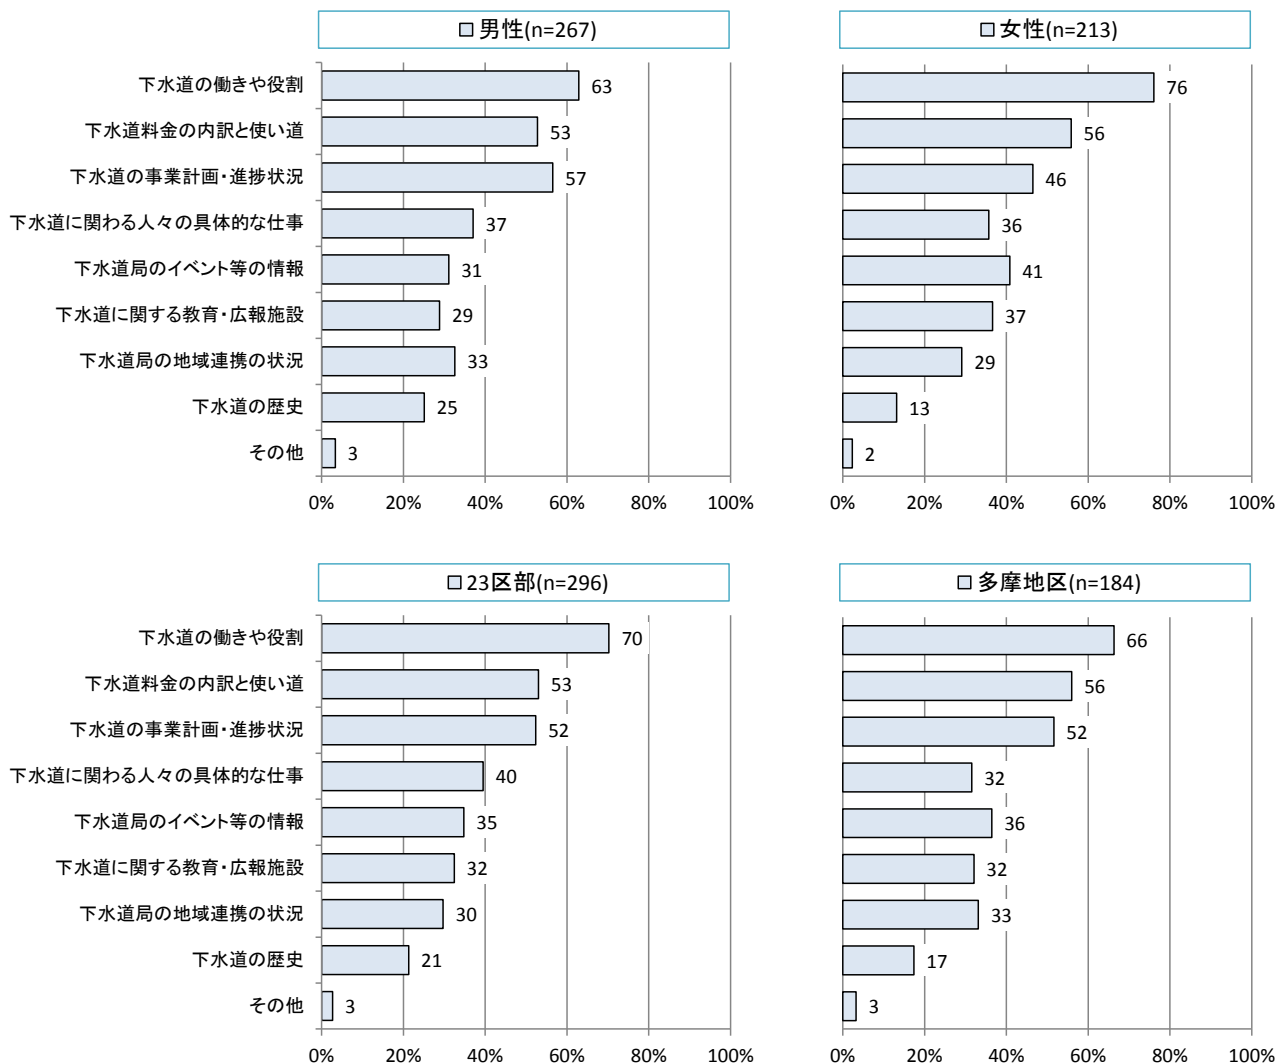 男性(n=267)
下水道の働きや役割 63
下水道料金の内訳と使い道 53
下水道の事業計画・進捗状況 57
下水道に関わる人々の具体的な仕事 37
下水道局のイベント等の情報 31
下水道に関する教育・広報施設 29
下水道局の地域連携の状況 33
下水道の歴史 25
その他 3
0% 20% 40% 60% 80% 100%
女性(n=213)
76
56
46
36
41
37
29
13
2
0% 20% 40% 60% 80% 100%
23区部(n=296)
下水道の働きや役割 70
下水道料金の内訳と使い道 53
下水道の事業計画・進捗状況 52
下水道に関わる人々の具体的な仕事 40
下水道局のイベント等の情報 35
下水道に関する教育・広報施設 32
下水道局の地域連携の状況 30
下水道の歴史 21
その他 3
0% 20% 40% 60% 80% 100%
多摩地区(n=184)
66
56
52
32
36
32
33
17
3
0% 20% 40% 60% 80% 100%